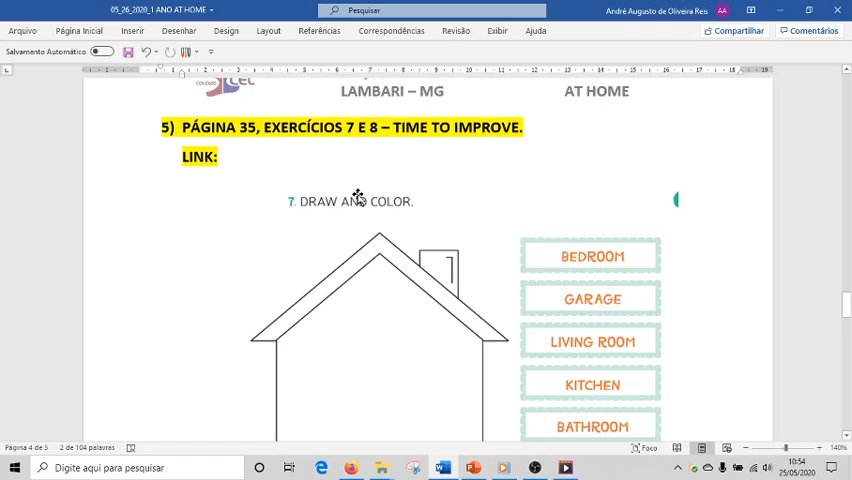 05_26_2020_1 ANO AT HOME
Pesquisar
André Augusto de Oliveira Reis
AA
Arquivo Página Inicial Inserir Desenhar Design Layout Referências Correspondências Revisão Exibir Ajuda
Compartilhar
Comentários
Salvamento Automático
COLÉGIO
LAMBARI – MG
AT HOME
5) PÁGINA 35, EXERCÍCIOS 7 E 8 – TIME TO IMPROVE.
LINK:
7. DRAW AND COLOR.
BEDROOM
GARAGE
LIVING ROOM
KITCHEN
BATHROOM
Página 4 de 5 2 de 104 palavras
Foco
140%
Digite aqui para pesquisar
10:54
25/05/2020